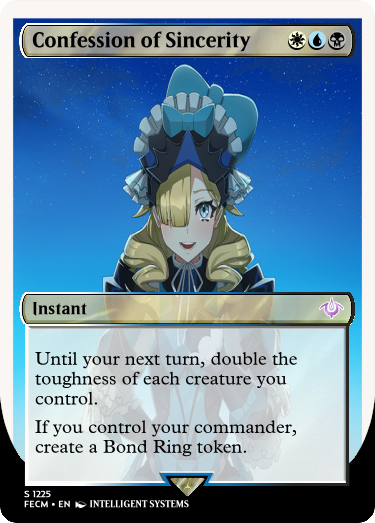 Confession of Sincerity
Instant
Until your next turn, double the
toughness of each creature you
control.
If you control your commander,
create a Bond Ring token.
S 1225
FECM • EN INTELLIGENT SYSTEMS